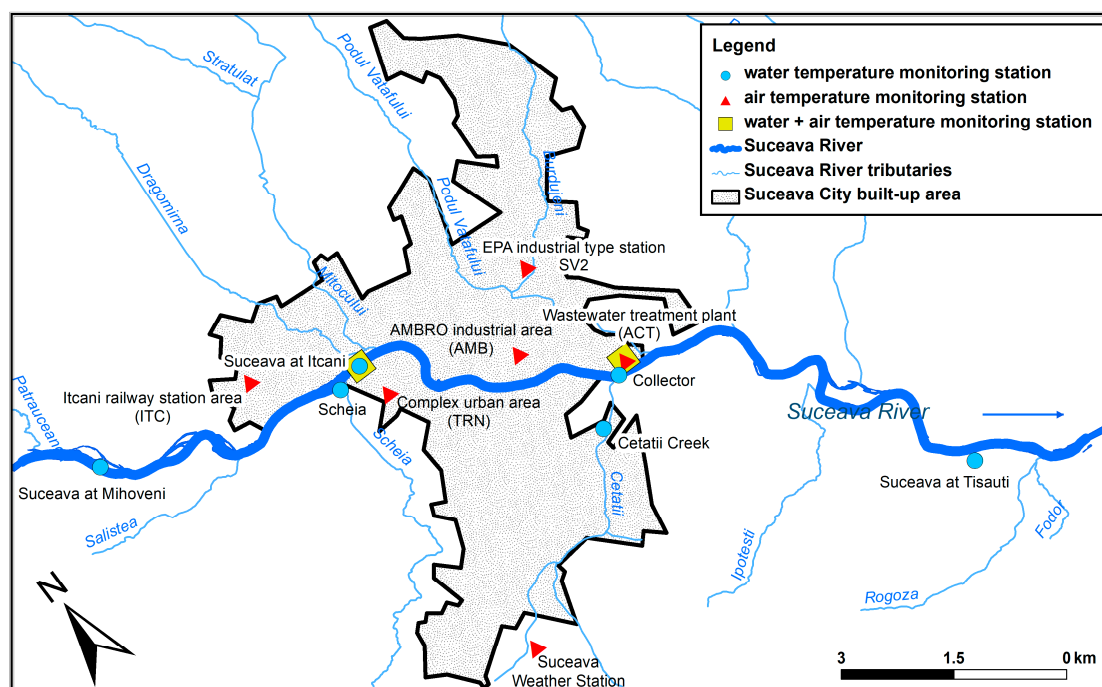 Legend
water temperature monitoring station
air temperature monitoring station
water + air temperature monitoring station
Suceava River
Suceava River tributaries
Suceava City built-up area
Stratulat
Podul Vatafului
Dragomirna
Burdujeni
Podul Vatafului
EPA industrial type station
SV2
Mitocului
Wastewater treatment plant
(ACT)
AMBRO industrial area
(AMB)
Suceava at Itcani
Collector
Itcani railway station area
(ITC)
Scheia
Complex urban area
(TRN)
Suceava River
Patrauceanu
Scheia
Cetatii Creek
Suceava at Mihoveni
Suceava at Tisauti
Cetatii
Salistea
Ipotesti
Fodor
Rogoza
N
Suceava
Weather Station
3 1.5 0 km